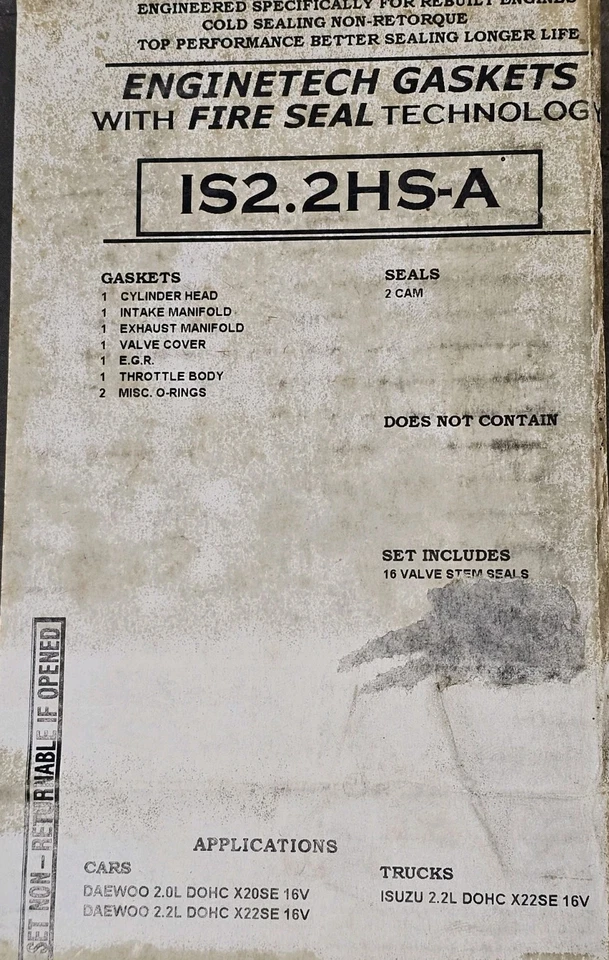 ENGINEERED SPECIFICALLY FOR REBUILT ENGINES
COLD SEALING NON-RETORQUE
TOP PERFORMANCE BETTER SEALING LONGER LIFE
ENGINETECH GASKETS
WITH FIRE SEAL TECHNOLOGY
IS2.2HS-A
GASKETS
1 CYLINDER HEAD
1 INTAKE MANIFOLD
1 EXHAUST MANIFOLD
1 VALVE COVER
1 E.G.R.
1 THROTTLE BODY
2 MISC. O-RINGS
SEALS
2 CAM
DOES NOT CONTAIN
SET INCLUDES
16 VALVE STEM SEALS
SET NON-RETURNABLE IF OPENED
APPLICATIONS
CARS
DAEWOO 2.0L DOHC X20SE 16V
DAEWOO 2.2L DOHC X22SE 16V
TRUCKS
ISUZU 2.2L DOHC X22SE 16V